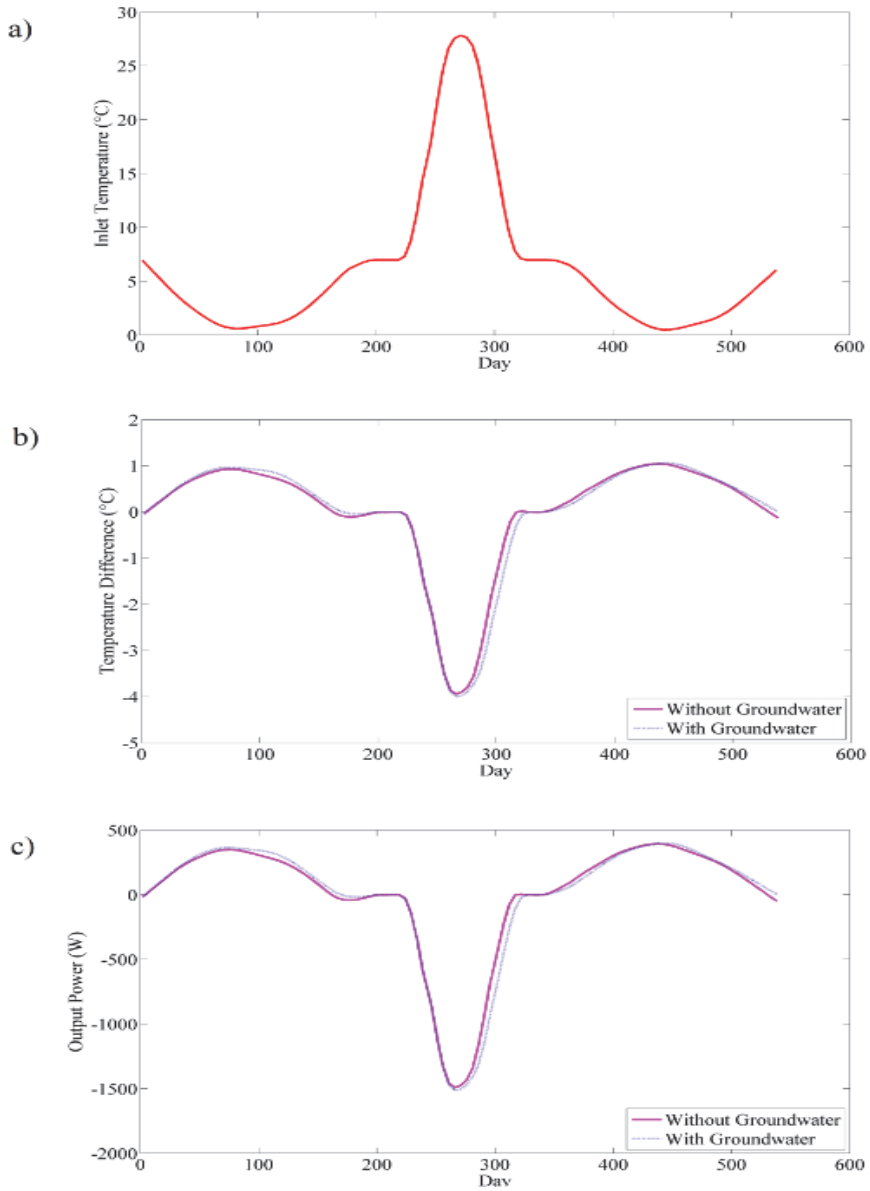 a)
Inlet Temperature (°C)
30
25
20
15
10
5
0
0 100 200 300 400 500 600
Day
b)
Temperature Difference (°C)
2
1
0
-1
-2
-3
-4
-5
Without Groundwater
With Groundwater
0 100 200 300 400 500 600
Day
c)
Output Power (W)
500
0
-500
-1000
-1500
-2000
Without Groundwater
With Groundwater
0 100 200 300 400 500 600
Day